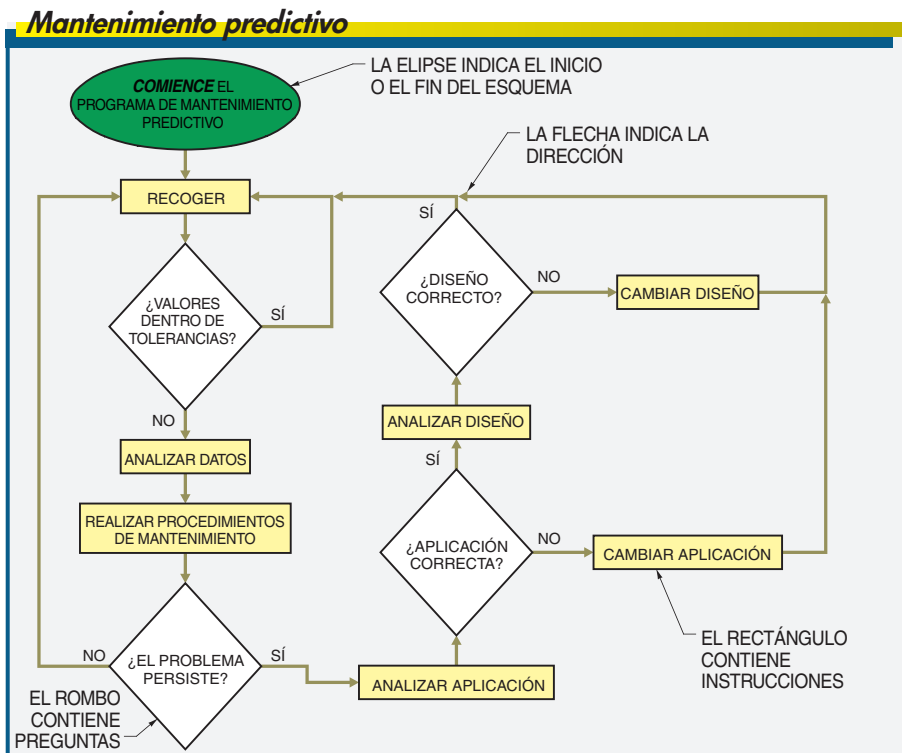 Mantenimiento predictivo
COMIENCE EL
PROGRAMA DE MANTENIMIENTO
PREDICTIVO
LA ELIPSE INDICA EL INICIO
O EL FIN DEL ESQUEMA
LA FLECHA INDICA LA
DIRECCIÓN
RECOGER
¿VALORES
DENTRO DE
TOLERANCIAS?
SÍ
NO
ANALIZAR DATOS
REALIZAR PROCEDIMIENTOS
DE MANTENIMIENTO
¿EL PROBLEMA
PERSISTE?
NO
SÍ
EL ROMBO
CONTIENE
PREGUNTAS
ANALIZAR APLICACIÓN
¿APLICACIÓN
CORRECTA?
NO
CAMBIAR APLICACIÓN
EL RECTÁNGULO
CONTIENE
INSTRUCCIONES
SÍ
ANALIZAR DISEÑO
¿DISEÑO
CORRECTO?
SÍ
NO
CAMBIAR DISEÑO